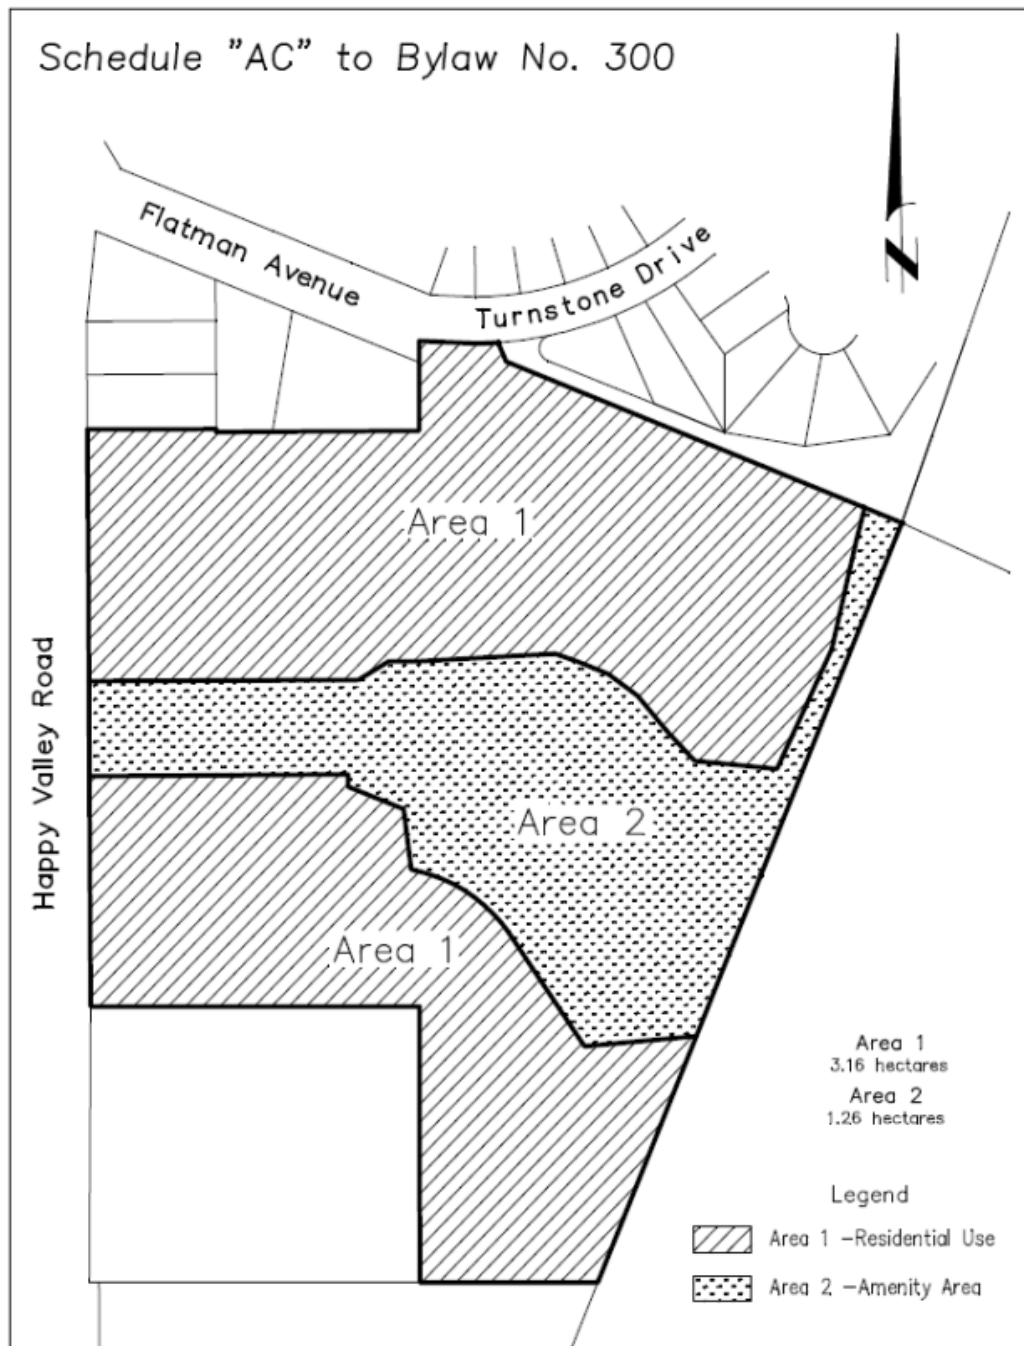 Schedule "AC" to Bylaw No. 300
Flatman Avenue
Turnstone Drive
N
Area 1
Happy Valley Road
Area 2
Area 1
Area 1
3.16 hectares
Area 2
1.26 hectares
Legend
Area 1 -Residential Use
Area 2 -Amenity Area